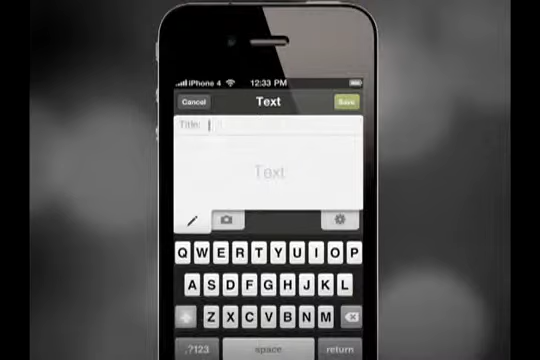 iPhone 4 12:33 PM
Cancel Text Save
Title:
Text
Q W E R T Y U I O P
A S D F G H J K L
Z X C V B N M
.?123 space return